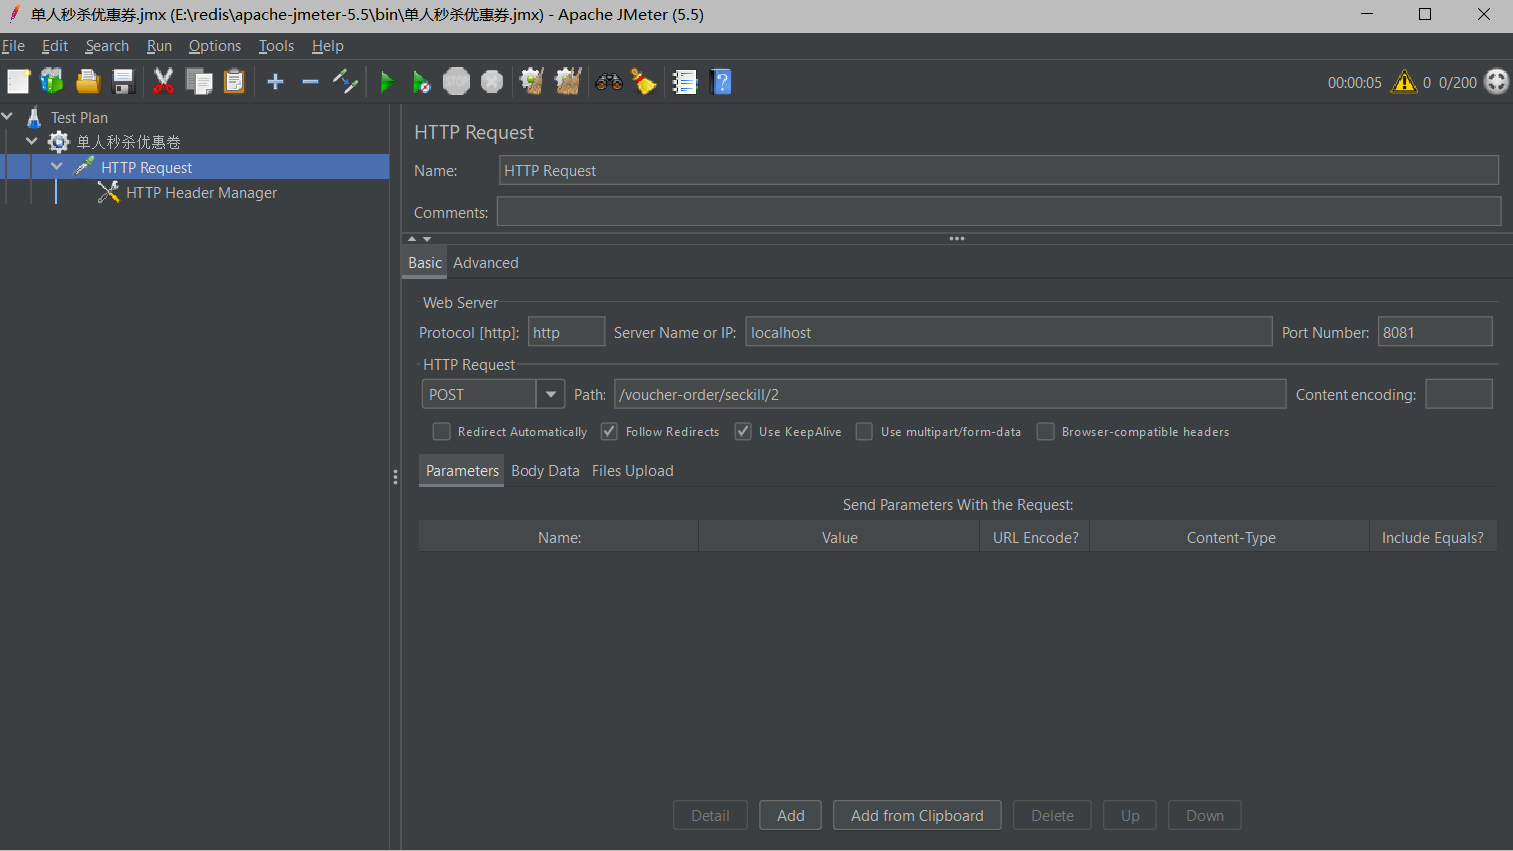 单人秒杀优惠券.jmx (E:\redis\apache-jmeter-5.5\bin\单人秒杀优惠券.jmx) - Apache JMeter (5.5)
File Edit Search Run Options Tools Help
STOP 00:00:05 0 0/200
Test Plan
单人秒杀优惠卷
HTTP Request
HTTP Header Manager
HTTP Request
Name: HTTP Request
Comments:
Basic Advanced
Web Server
Protocol [http]: http Server Name or IP: localhost Port Number: 8081
HTTP Request
POST Path: /voucher-order/seckill/2 Content encoding:
Redirect Automatically Follow Redirects Use KeepAlive Use multipart/form-data Browser-compatible headers
Parameters Body Data Files Upload
Send Parameters With the Request:
Name: Value URL Encode? Content-Type Include Equals?
Detail Add Add from Clipboard Delete Up Down